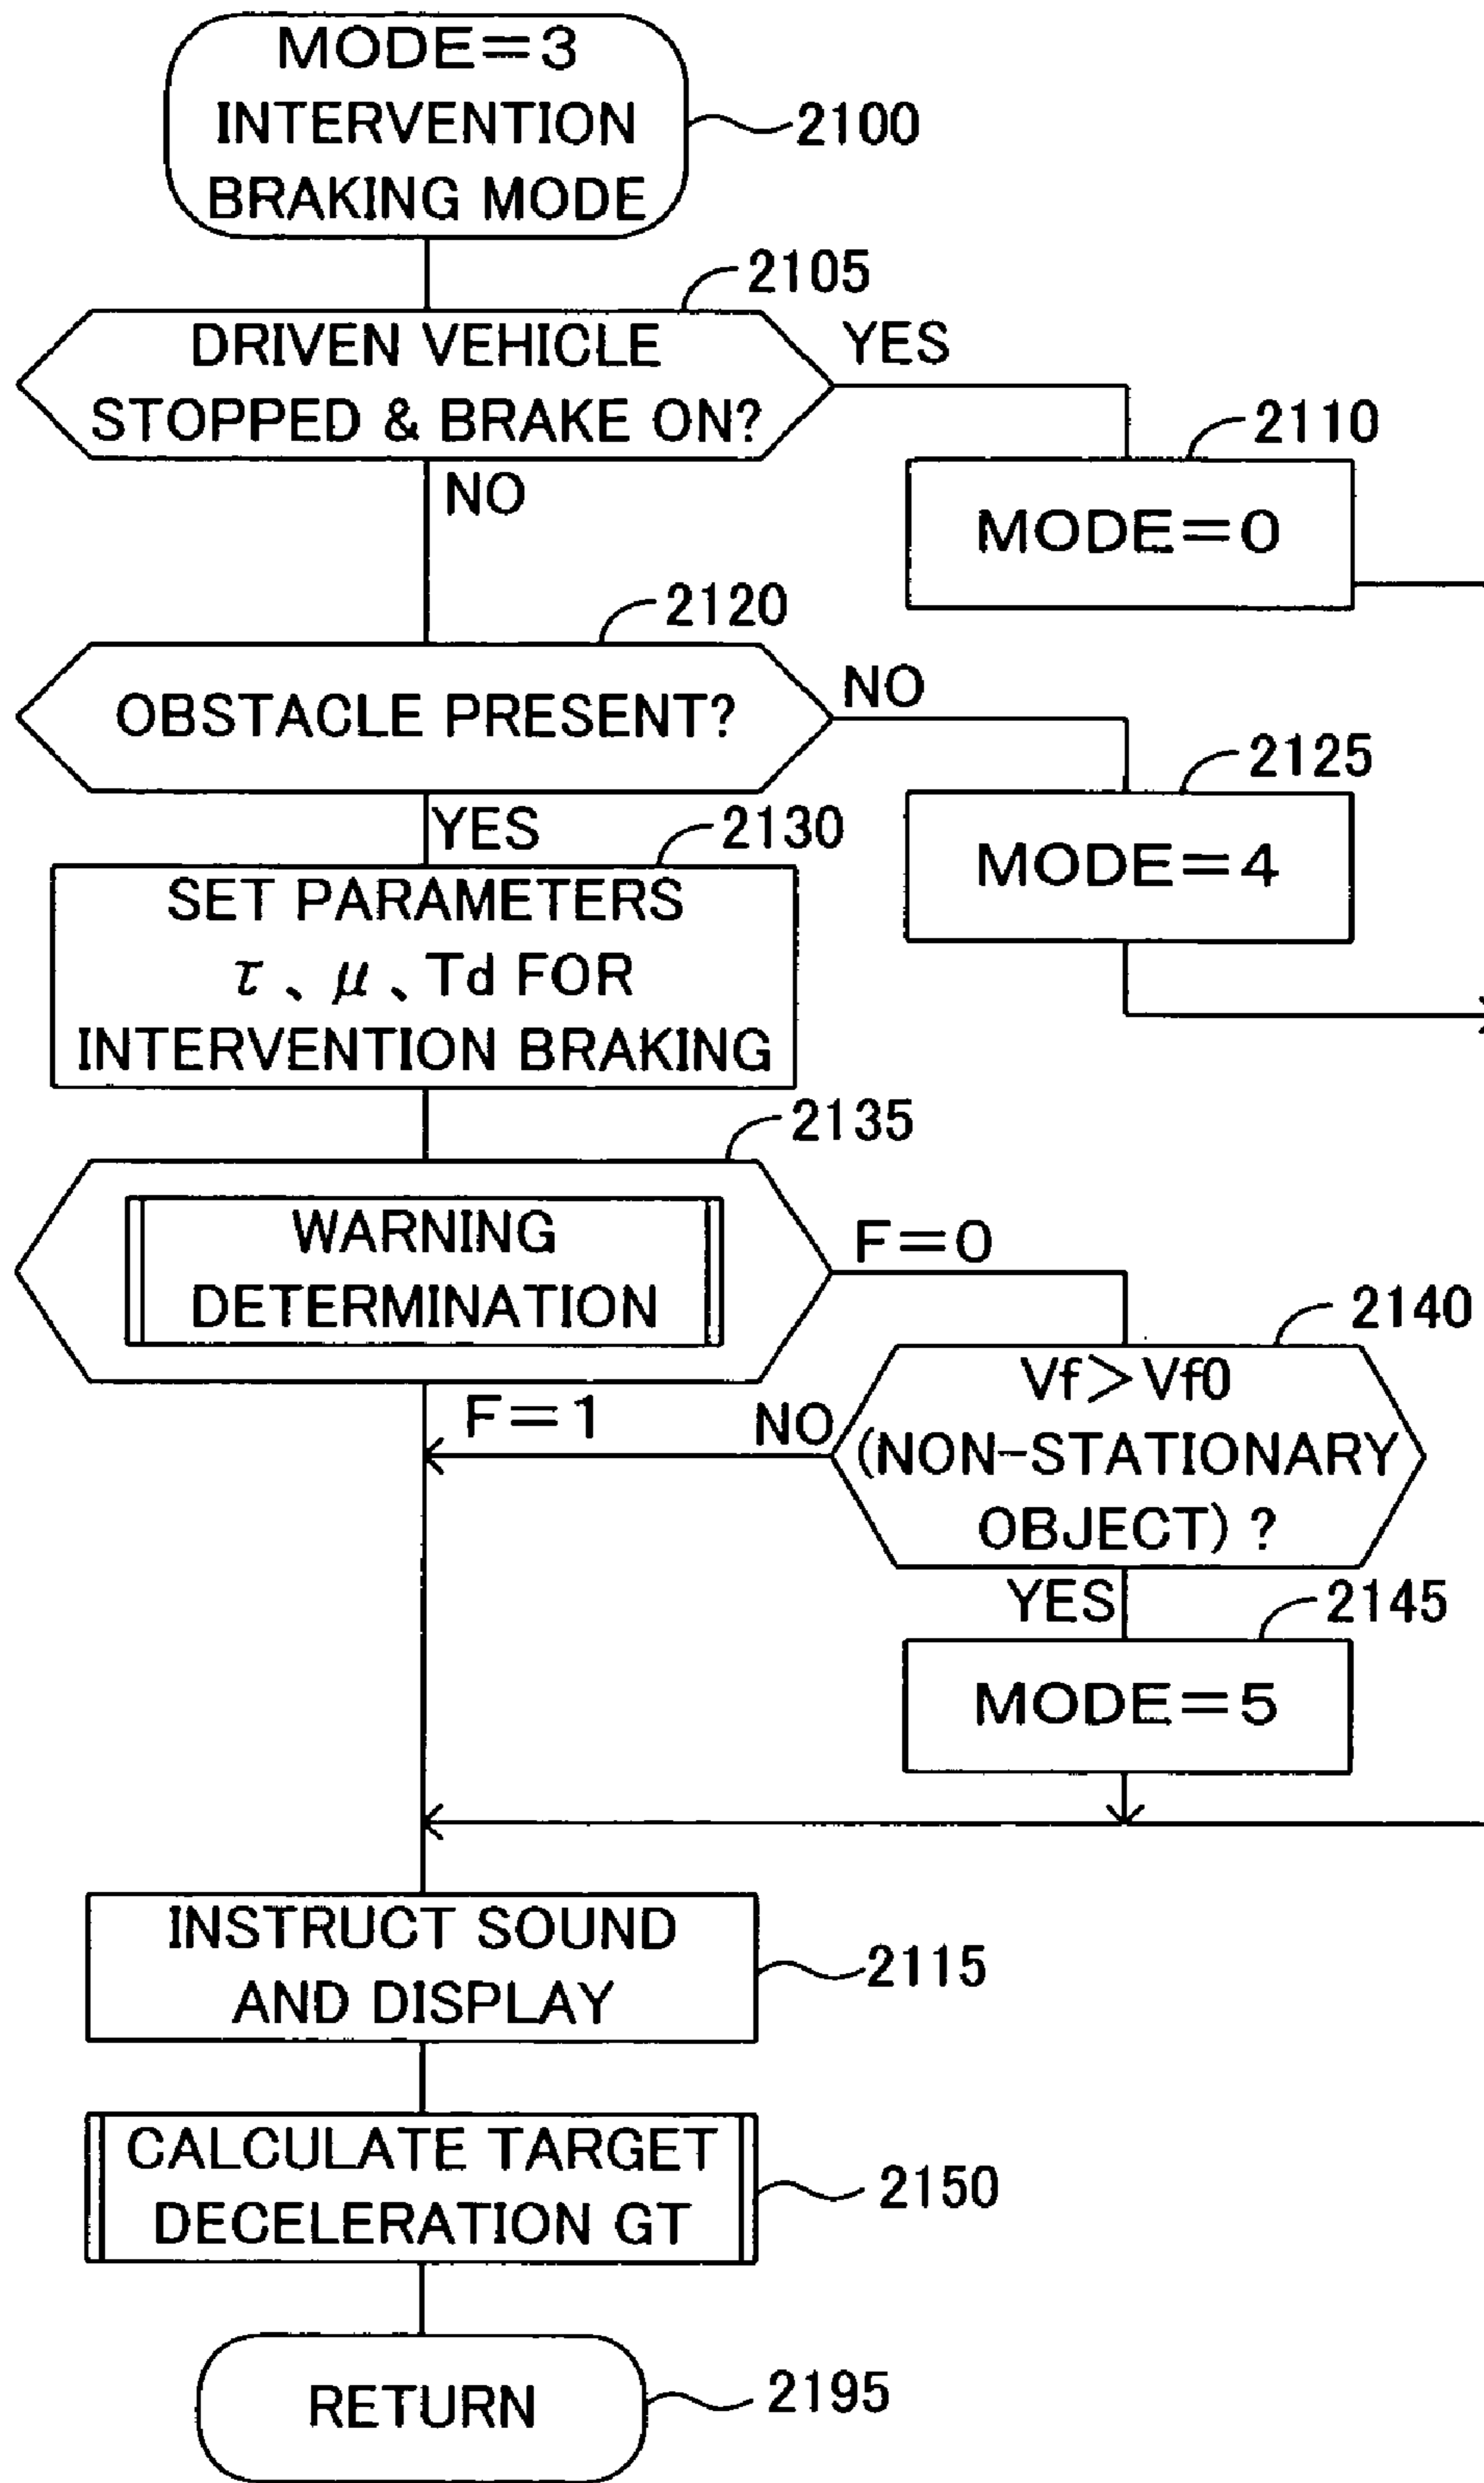 MODE=3
INTERVENTION
BRAKING MODE
2100
2105
DRIVEN VEHICLE
STOPPED & BRAKE ON?
YES
NO
2110
MODE=0
2120
OBSTACLE PRESENT?
NO
YES
2125
MODE=4
2130
SET PARAMETERS
τ、μ、Td FOR
INTERVENTION BRAKING
2135
WARNING
DETERMINATION
F=0
F=1
2140
Vf>Vf0
(NON-STATIONARY
OBJECT)?
NO
YES
2145
MODE=5
INSTRUCT SOUND
AND DISPLAY
2115
CALCULATE TARGET
DECELERATION GT
2150
RETURN
2195